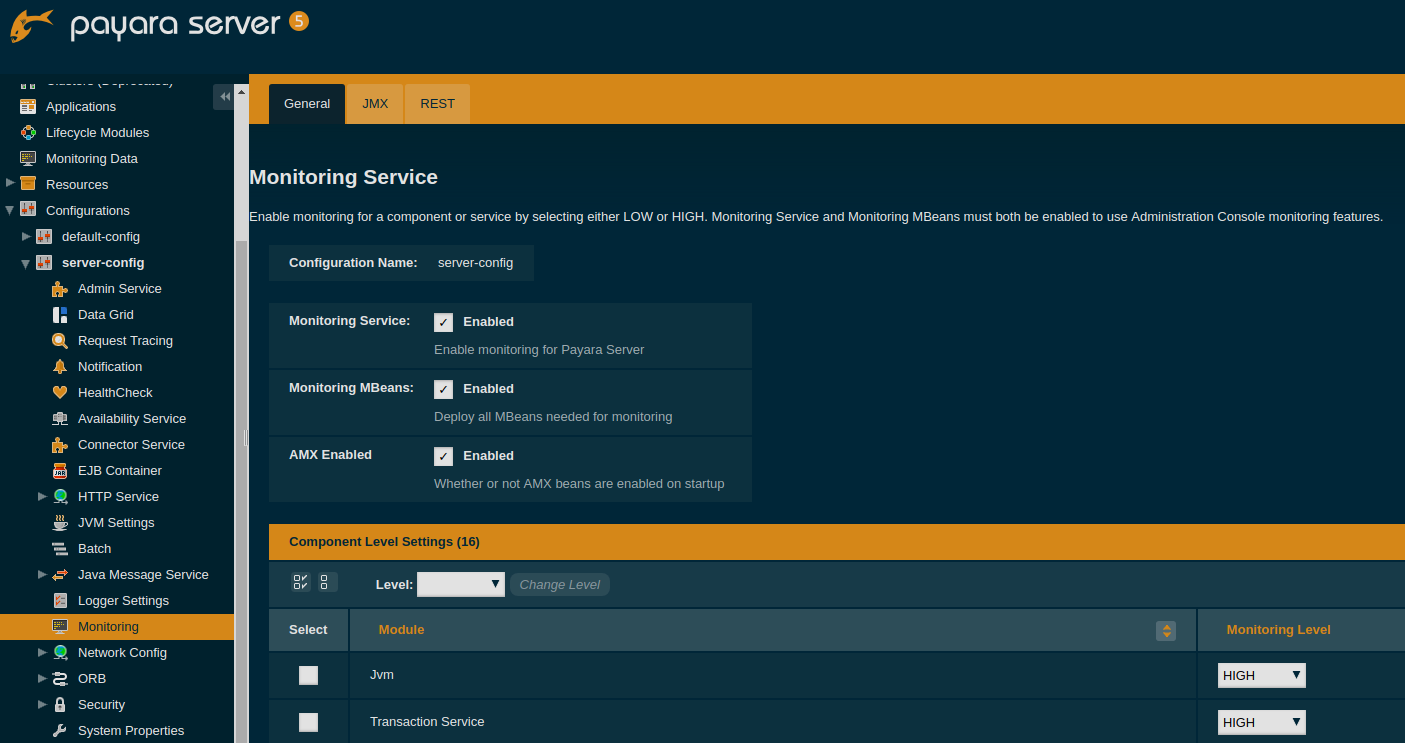 payara server 5
Clusters (Deprecated)
Applications
Lifecycle Modules
Monitoring Data
Resources
Configurations
default-config
server-config
Admin Service
Data Grid
Request Tracing
Notification
HealthCheck
Availability Service
Connector Service
EJB Container
HTTP Service
JVM Settings
Batch
Java Message Service
Logger Settings
Monitoring
Network Config
ORB
Security
System Properties
General JMX REST
Monitoring Service
Enable monitoring for a component or service by selecting either LOW or HIGH. Monitoring Service and Monitoring MBeans must both be enabled to use Administration Console monitoring features.
Configuration Name: server-config
Monitoring Service: Enabled
Enable monitoring for Payara Server
Monitoring MBeans: Enabled
Deploy all MBeans needed for monitoring
AMX Enabled Enabled
Whether or not AMX beans are enabled on startup
Component Level Settings (16)
Level: Change Level
Select Module Monitoring Level
Jvm HIGH
Transaction Service HIGH